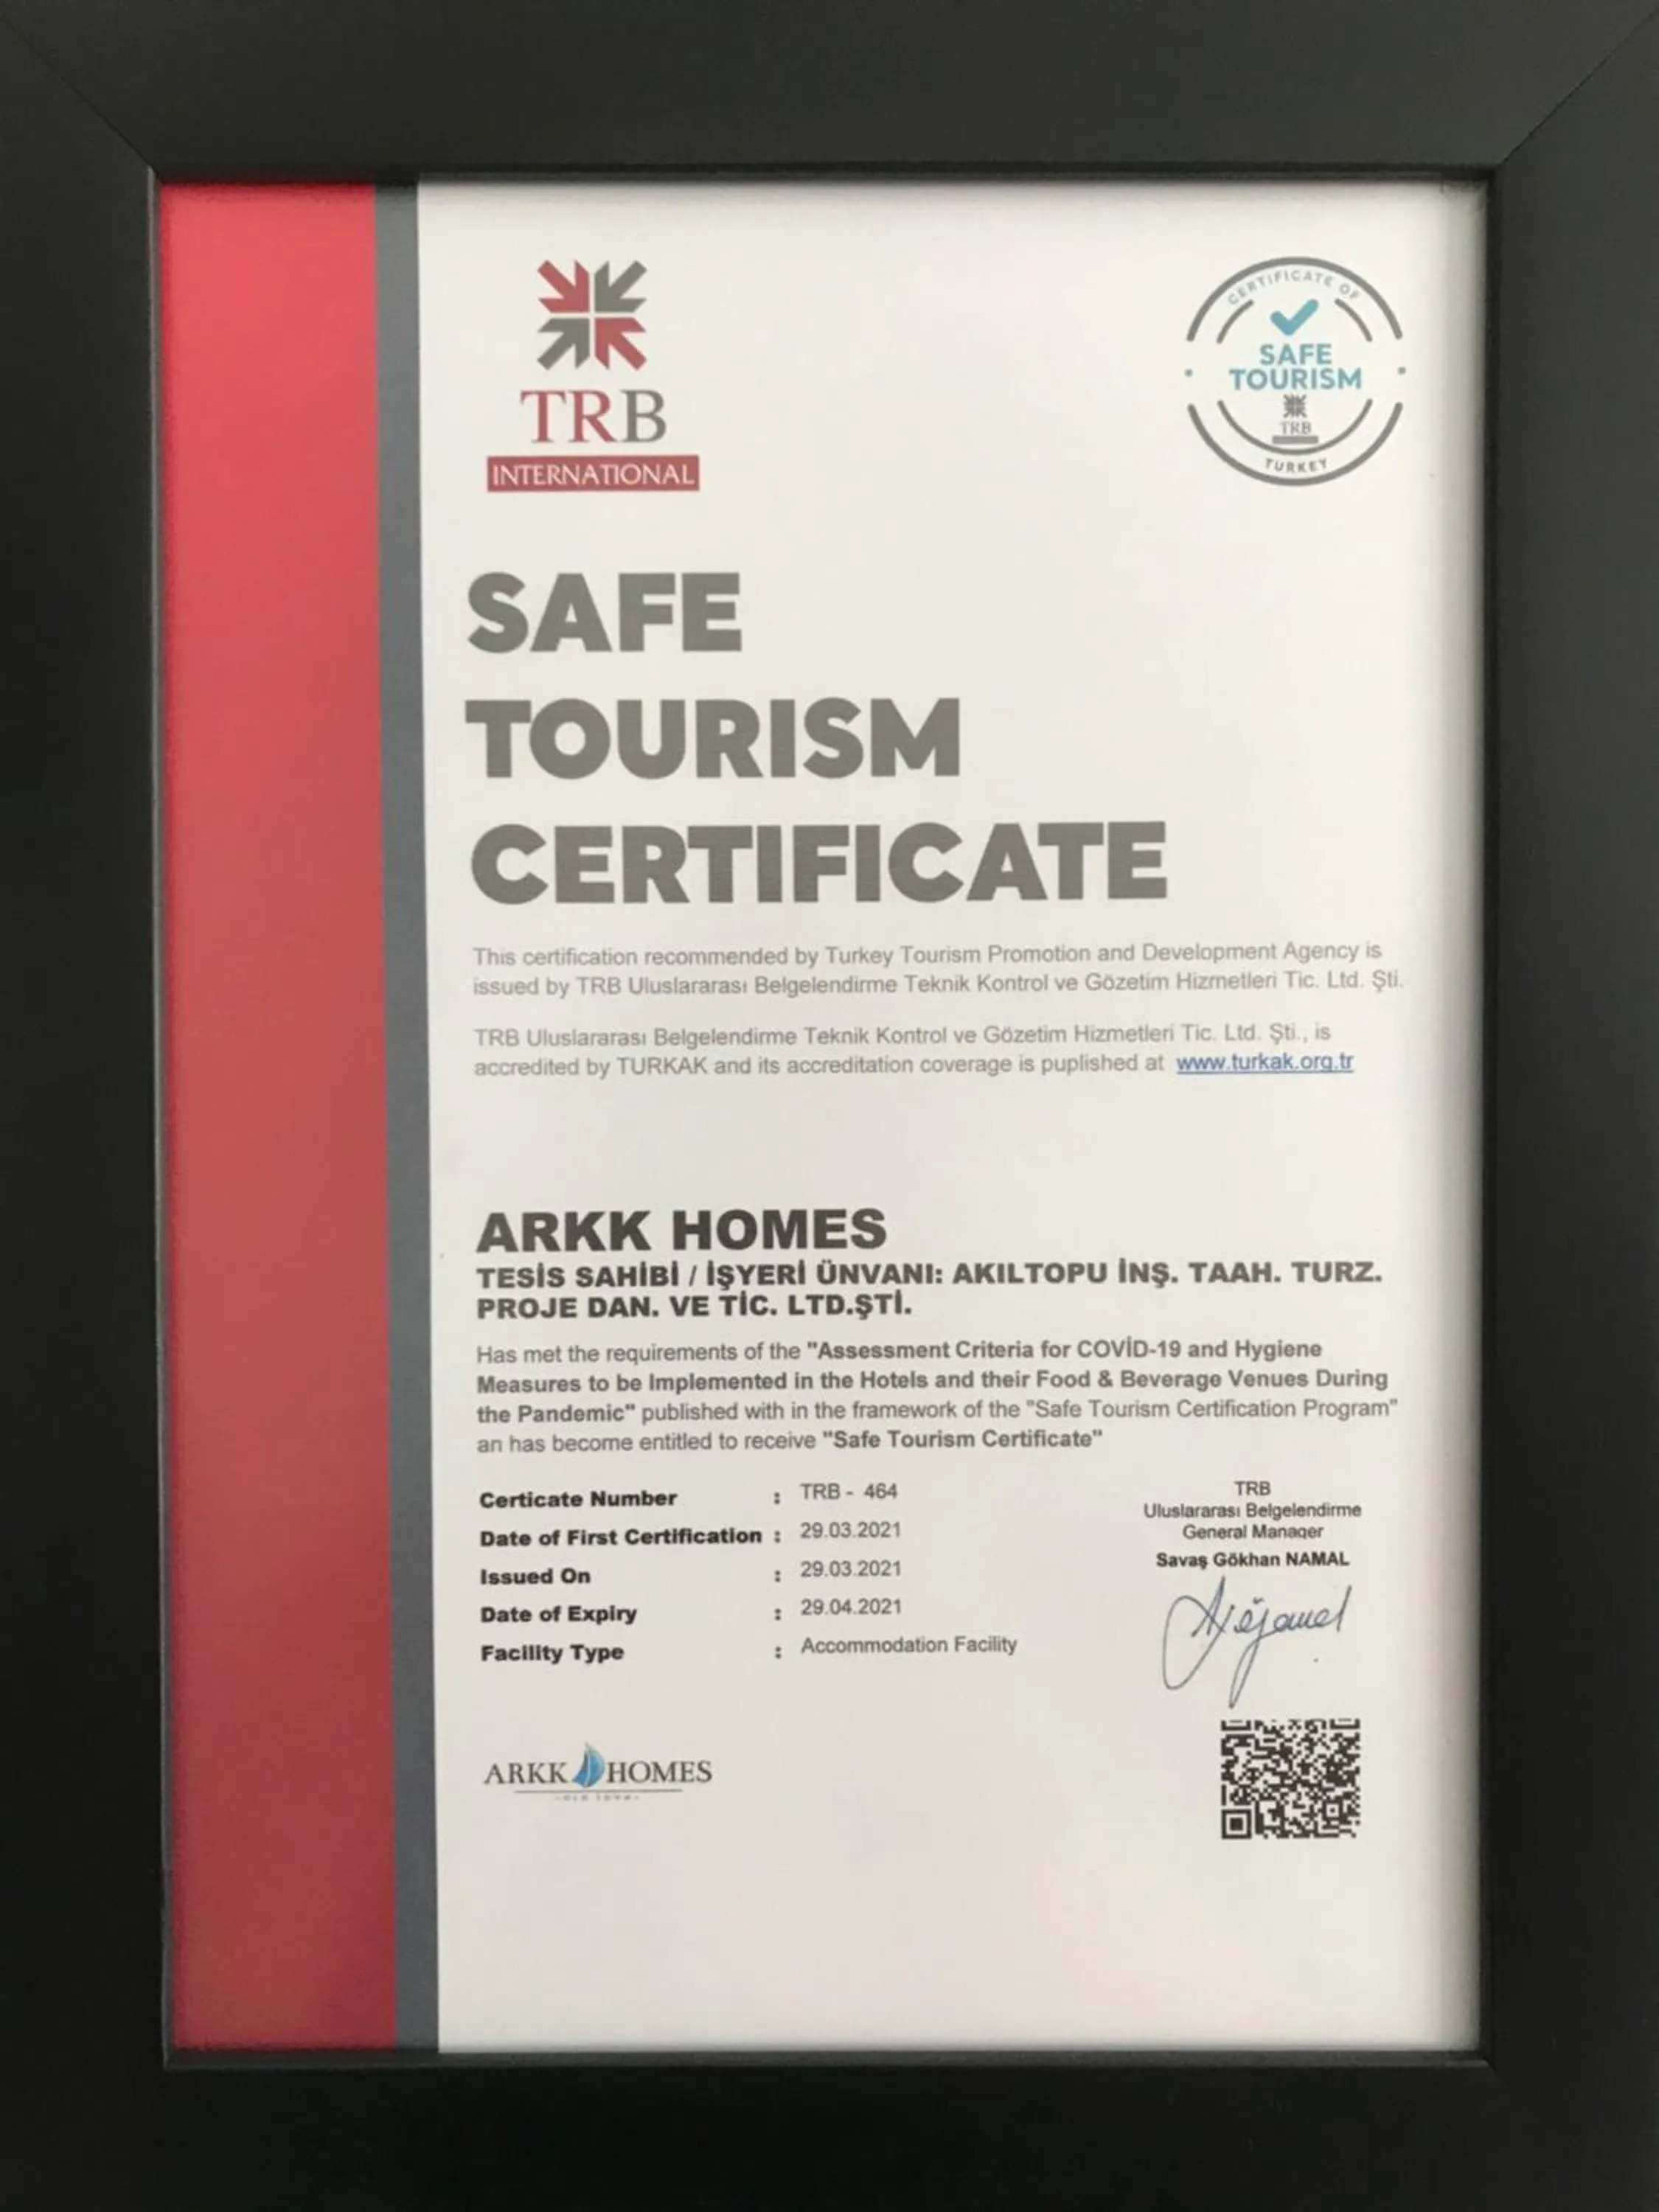 TRB
INTERNATIONAL
CERTIFICATE OF
SAFE
TOURISM
TRB
TURKEY
SAFE
TOURISM
CERTIFICATE
This certification recommended by Turkey Tourism Promotion and Development Agency is
issued by TRB Uluslararası Belgelendirme Teknik Kontrol ve Gözetim Hizmetleri Tic. Ltd. Şti.
TRB Uluslararası Belgelendirme Teknik Kontrol ve Gözetim Hizmetleri Tic. Ltd. Şti., is
accredited by TURKAK and its accreditation coverage is puplished at www.turkak.org.tr
ARKK HOMES
TESİS SAHİBİ / İŞYERİ ÜNVANI: AKILTOPU İNŞ. TAAH. TURZ.
PROJE DAN. VE TİC. LTD.ŞTİ.
Has met the requirements of the "Assessment Criteria for COVİD-19 and Hygiene
Measures to be Implemented in the Hotels and their Food & Beverage Venues During
the Pandemic" published with in the framework of the "Safe Tourism Certification Program"
an has become entitled to receive "Safe Tourism Certificate"
Certicate Number : TRB - 464
Date of First Certification : 29.03.2021
Issued On : 29.03.2021
Date of Expiry : 29.04.2021
Facility Type : Accommodation Facility
TRB
Uluslararası Belgelendirme
General Manager
Savaş Gökhan NAMAL
ARKK HOMES
-OLD TOWN-